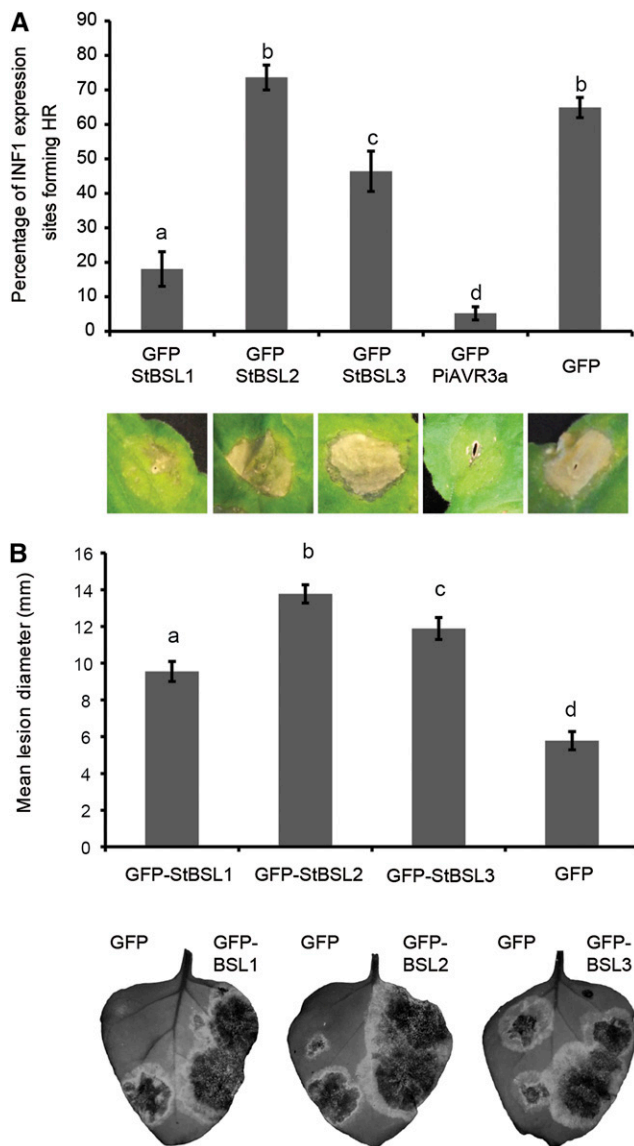 A
Percentage of INF1 expression
sites forming HR
90
80
70
60
50
40
30
20
10
0
a
b
c
d
b
GFP
StBSL1
GFP
StBSL2
GFP
StBSL3
GFP
PiAVR3a
GFP
B
Mean lesion diameter (mm)
16
14
12
10
8
6
4
2
0
a
b
c
d
GFP-StBSL1
GFP-StBSL2
GFP-StBSL3
GFP
GFP
GFP-
BSL1
GFP
GFP-
BSL2
GFP
GFP-
BSL3